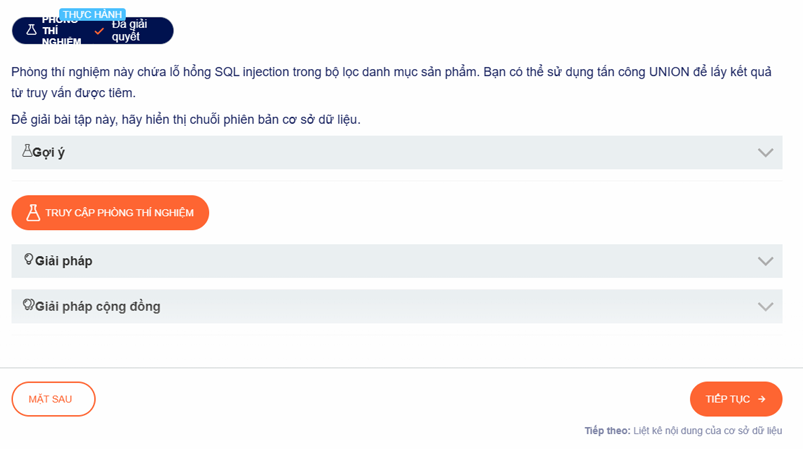 THỰC HÀNH
PHÒNG
THÍ
NGHIỆM
Đã giải
quyết
Phòng thí nghiệm này chứa lỗ hổng SQL injection trong bộ lọc danh mục sản phẩm. Bạn có thể sử dụng tấn công UNION để lấy kết quả
từ truy vấn được tiêm.
Để giải bài tập này, hãy hiển thị chuỗi phiên bản cơ sở dữ liệu.
Gợi ý
TRUY CẬP PHÒNG THÍ NGHIỆM
Giải pháp
Giải pháp cộng đồng
MẶT SAU
TIẾP TỤC
Tiếp theo: Liệt kê nội dung của cơ sở dữ liệu